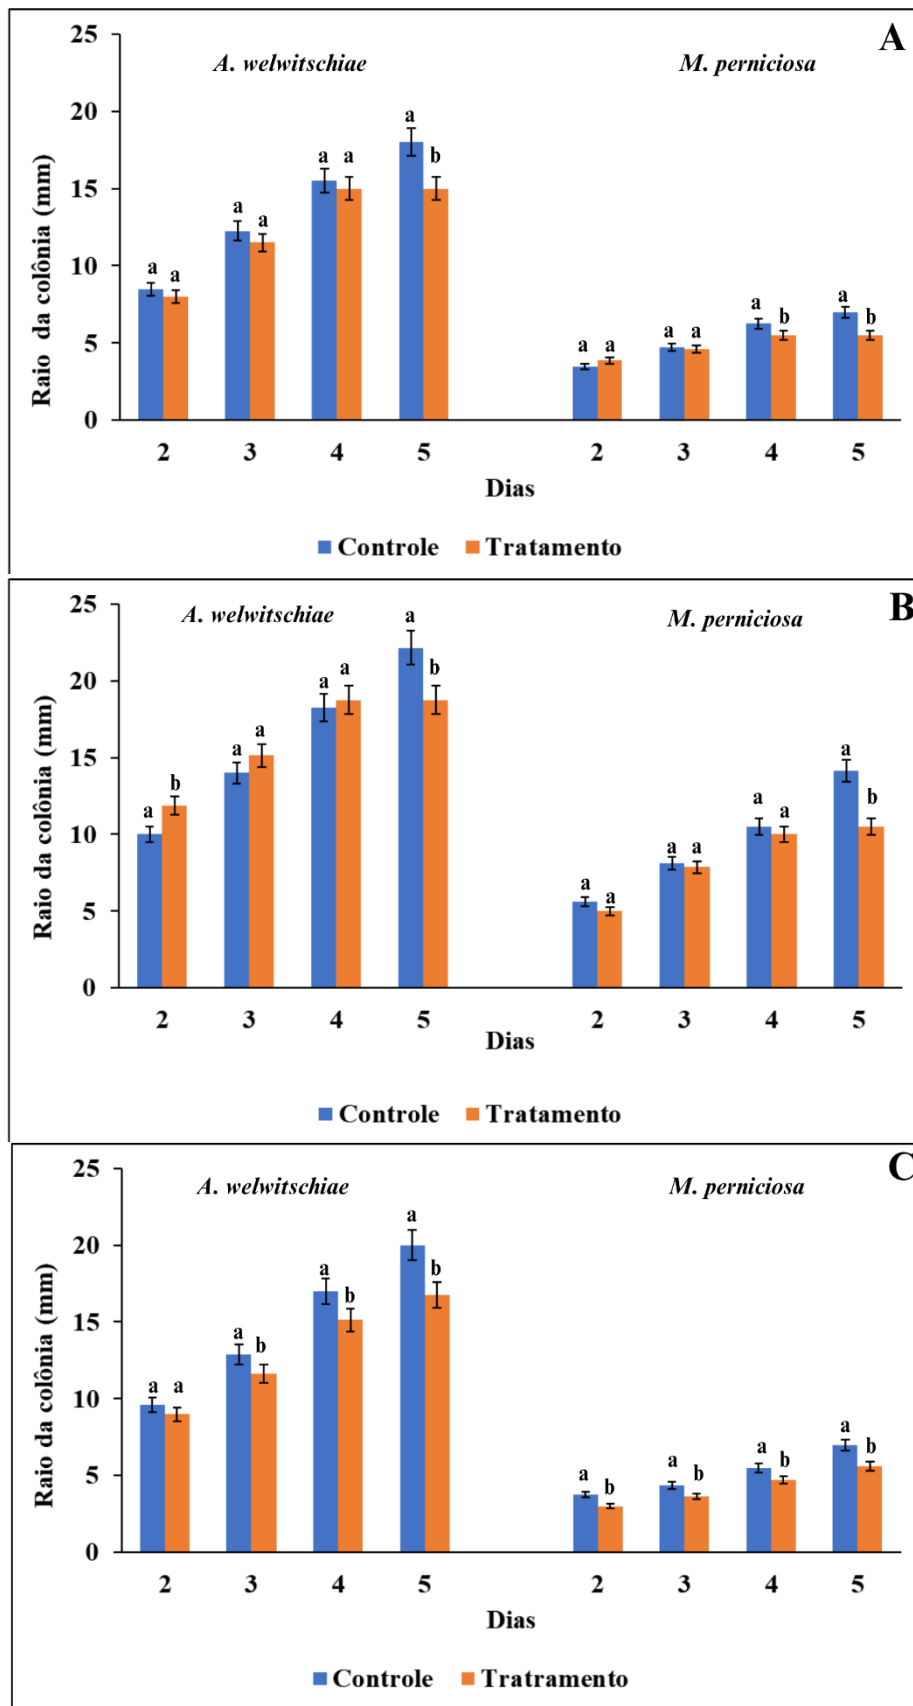 A
A. welwitschiae M. perniciosa
Raio da colônia (mm)
25
20
15
10
5
0
a a a a a a a b
a a a a a b a b
2 3 4 5 2 3 4 5
Dias
Controle Tratamento
B
A. welwitschiae M. perniciosa
Raio da colônia (mm)
25
20
15
10
5
0
a b a a a a a b
a a a a a a a b
2 3 4 5 2 3 4 5
Dias
Controle Tratamento
C
A. welwitschiae M. perniciosa
Raio da colônia (mm)
25
20
15
10
5
0
a a a b a b a b
a b a b a b a b
2 3 4 5 2 3 4 5
Dias
Controle Tratramento